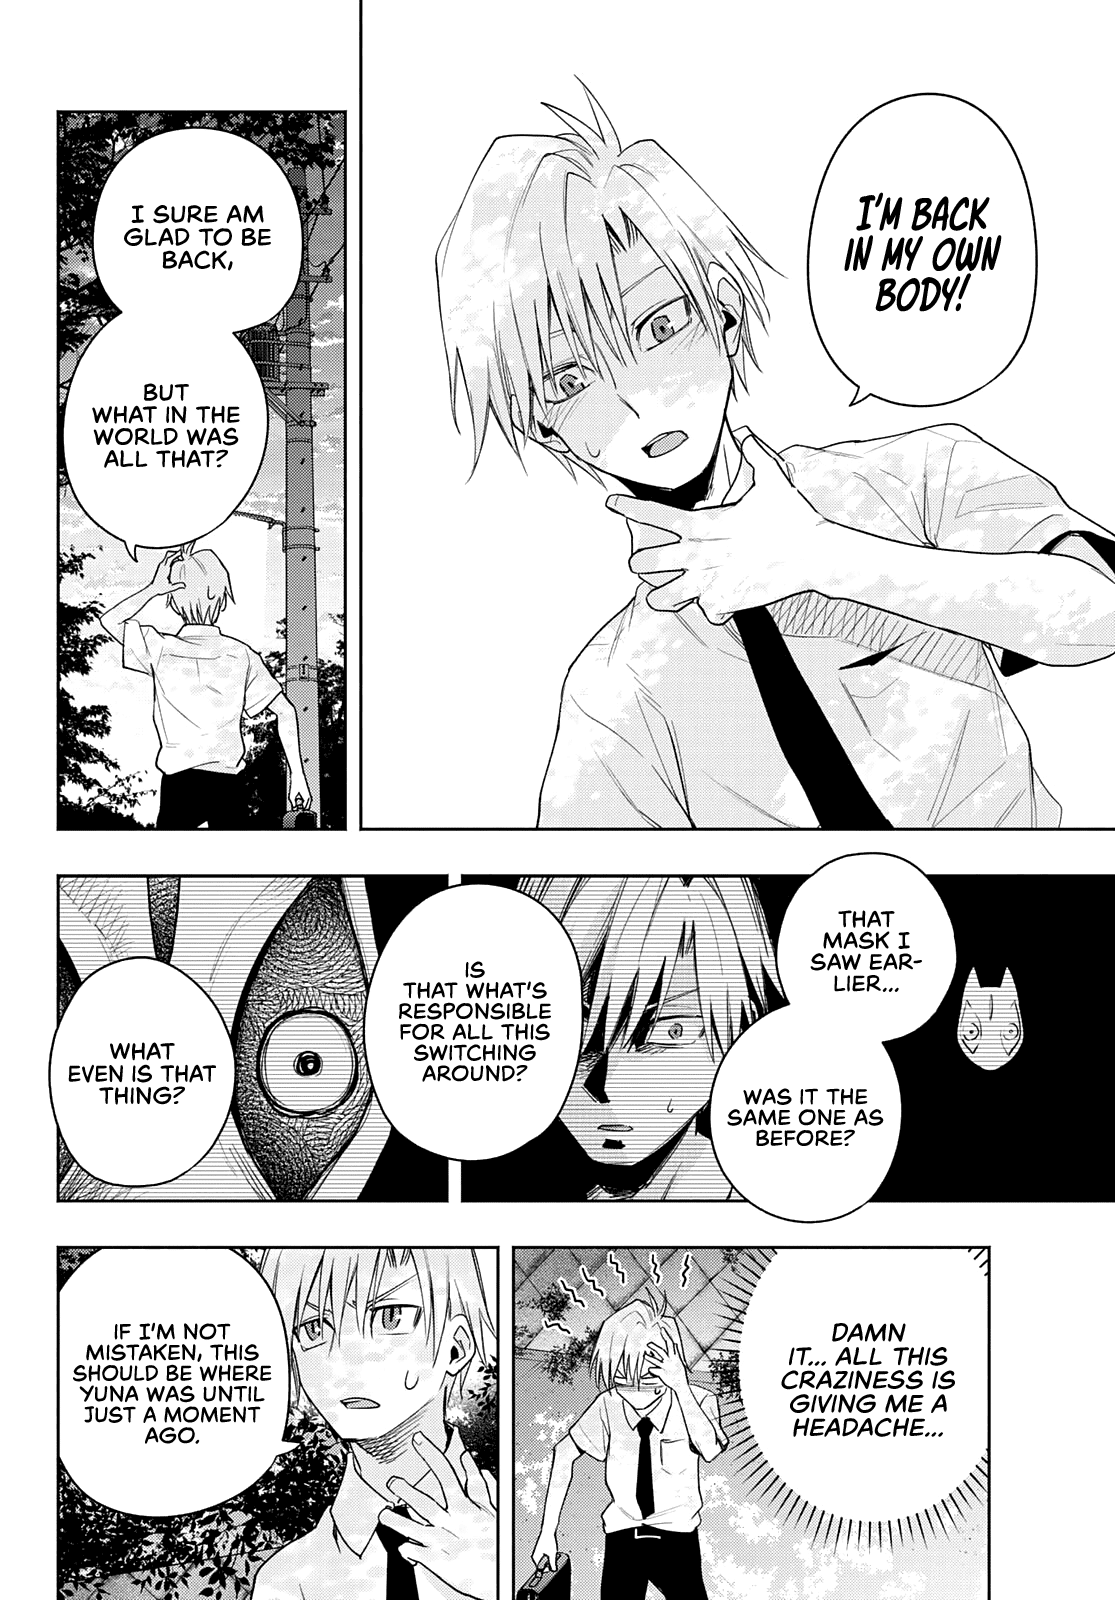 I'M BACK
IN MY OWN
BODY!
I SURE AM
GLAD TO BE
BACK,
BUT
WHAT IN THE
WORLD WAS
ALL THAT?
THAT
MASK I
SAW EAR-
LIER...
WAS IT THE
SAME ONE AS
BEFORE?
IS
THAT WHAT'S
RESPONSIBLE
FOR ALL THIS
SWITCHING
AROUND?
WHAT
EVEN IS THAT
THING?
DAMN
IT... ALL THIS
CRAZINESS IS
GIVING ME A
HEADACHE...
IF I'M NOT
MISTAKEN, THIS
SHOULD BE WHERE
YUNA WAS UNTIL
JUST A MOMENT
AGO.